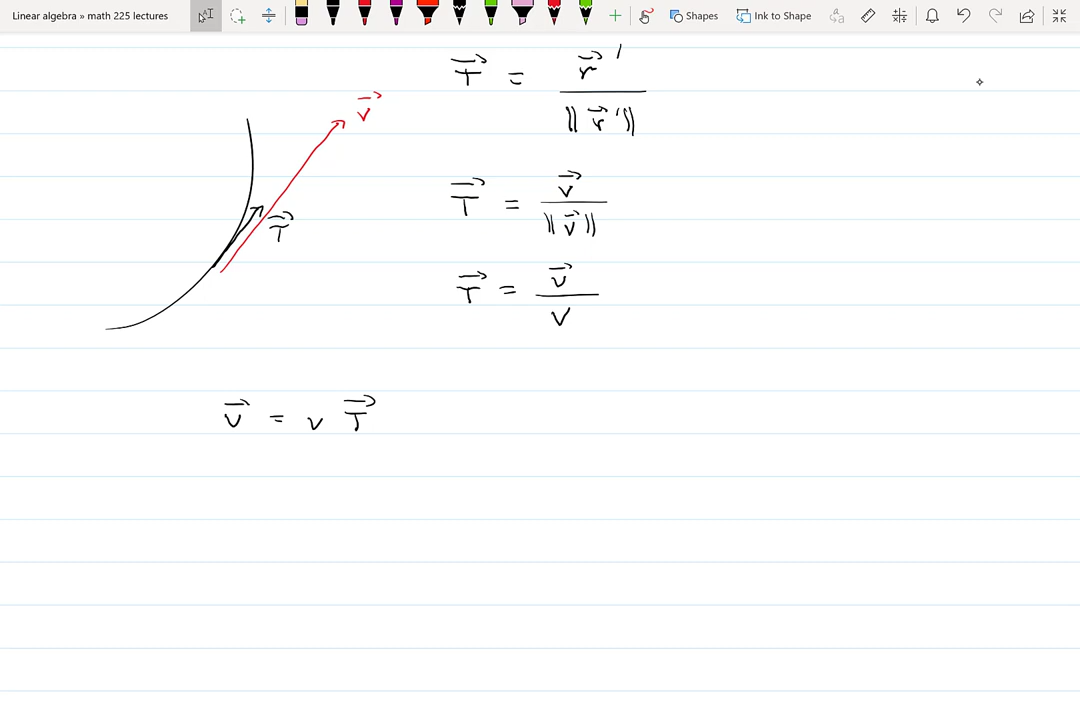 Linear algebra » math 225 lectures
Shapes
Ink to Shape
T⃗ = r⃗ ' / ||r⃗ '||
v⃗
T⃗ = v⃗ / ||v⃗||
T⃗
T⃗ = v⃗ / v
v⃗ = v T⃗